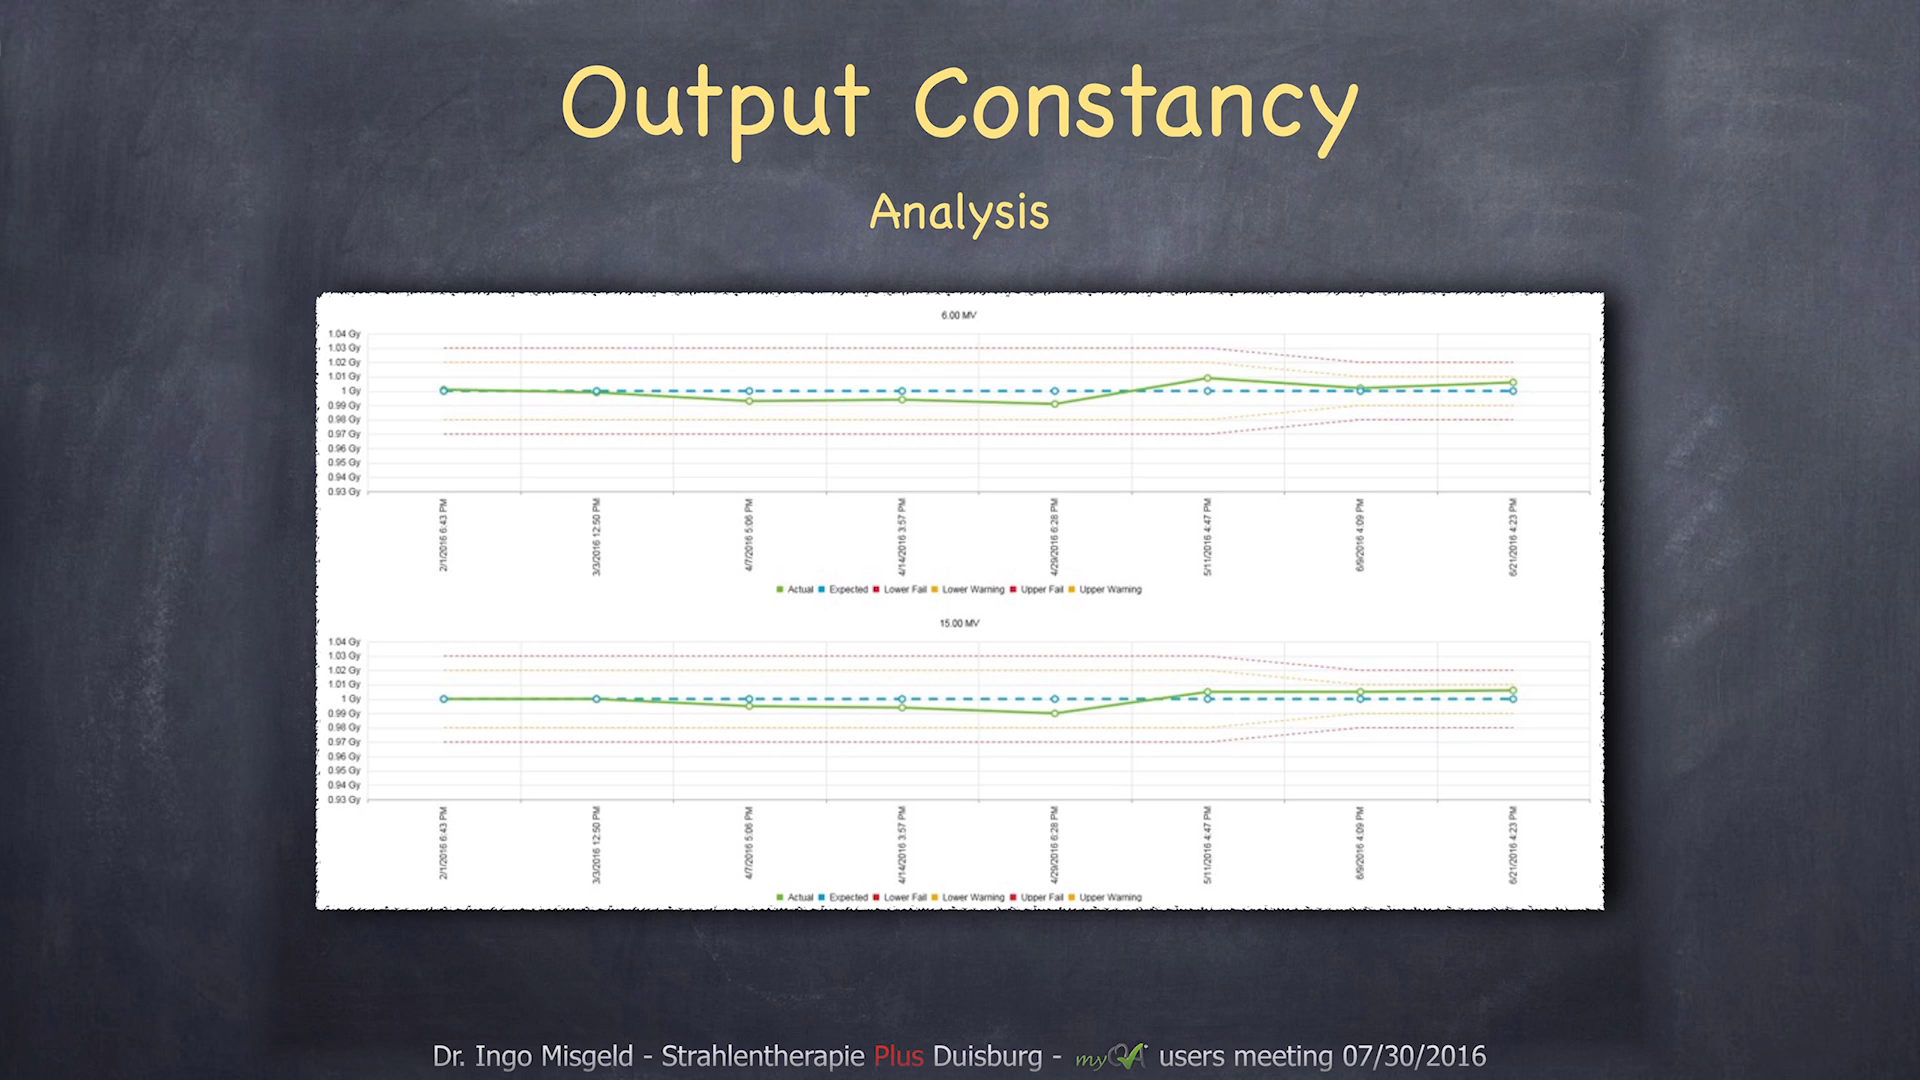 Output Constancy
Analysis
6.00 MV
1.04 Gy
1.03 Gy
1.02 Gy
1.01 Gy
1 Gy
0.99 Gy
0.98 Gy
0.97 Gy
0.96 Gy
0.95 Gy
0.94 Gy
0.93 Gy
2/1/2016 6:43 PM
3/3/2016 12:50 PM
4/7/2016 5:06 PM
4/14/2016 3:57 PM
4/29/2016 6:28 PM
5/11/2016 4:47 PM
6/9/2016 4:09 PM
6/21/2016 4:23 PM
Actual Expected Lower Fail Lower Warning Upper Fail Upper Warning
15.00 MV
1.04 Gy
1.03 Gy
1.02 Gy
1.01 Gy
1 Gy
0.99 Gy
0.98 Gy
0.97 Gy
0.96 Gy
0.95 Gy
0.94 Gy
0.93 Gy
2/1/2016 6:43 PM
3/3/2016 12:50 PM
4/7/2016 5:06 PM
4/14/2016 3:57 PM
4/29/2016 6:28 PM
5/11/2016 4:47 PM
6/9/2016 4:09 PM
6/21/2016 4:23 PM
Actual Expected Lower Fail Lower Warning Upper Fail Upper Warning
Dr. Ingo Misgeld - Strahlentherapie Plus Duisburg - myQA users meeting 07/30/2016